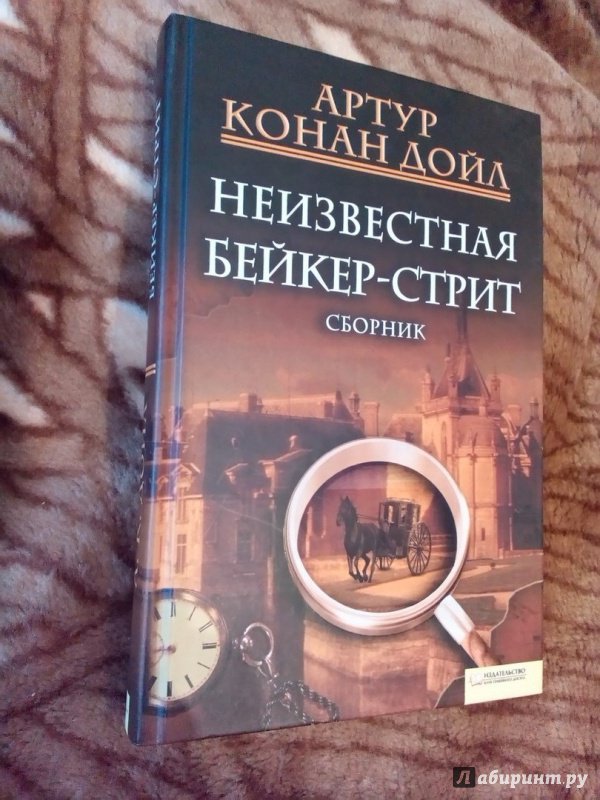 АРТУР
КОНАН ДОЙЛ
НЕИЗВЕСТНАЯ
БЕЙКЕР-СТРИТ
СБОРНИК
ИЗДАТЕЛЬСТВО
Лабиринт.ру